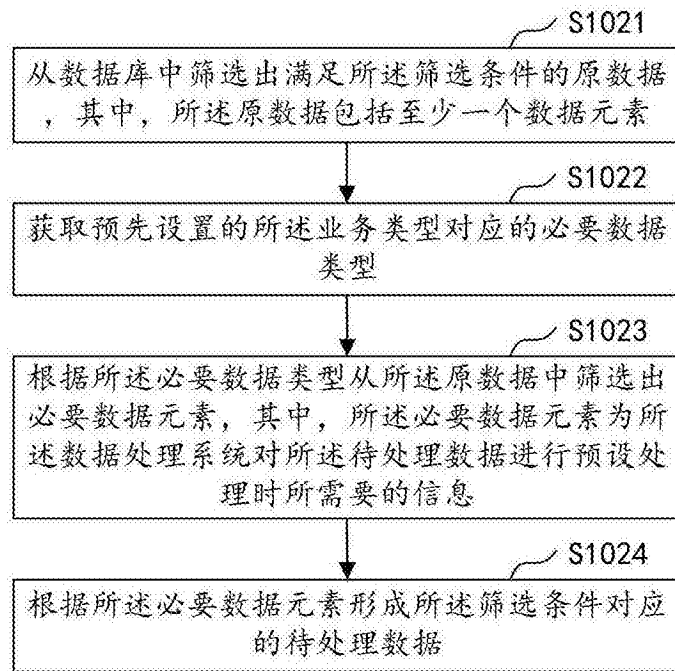 S1021
从数据库中筛选出满足所述筛选条件的原数据
，其中，所述原数据包括至少一个数据元素
S1022
获取预先设置的所述业务类型对应的必要数据
类型
S1023
根据所述必要数据类型从所述原数据中筛选出
必要数据元素，其中，所述必要数据元素为所
述数据处理系统对所述待处理数据进行预设处
理时所需要的信息
S1024
根据所述必要数据元素形成所述筛选条件对应
的待处理数据